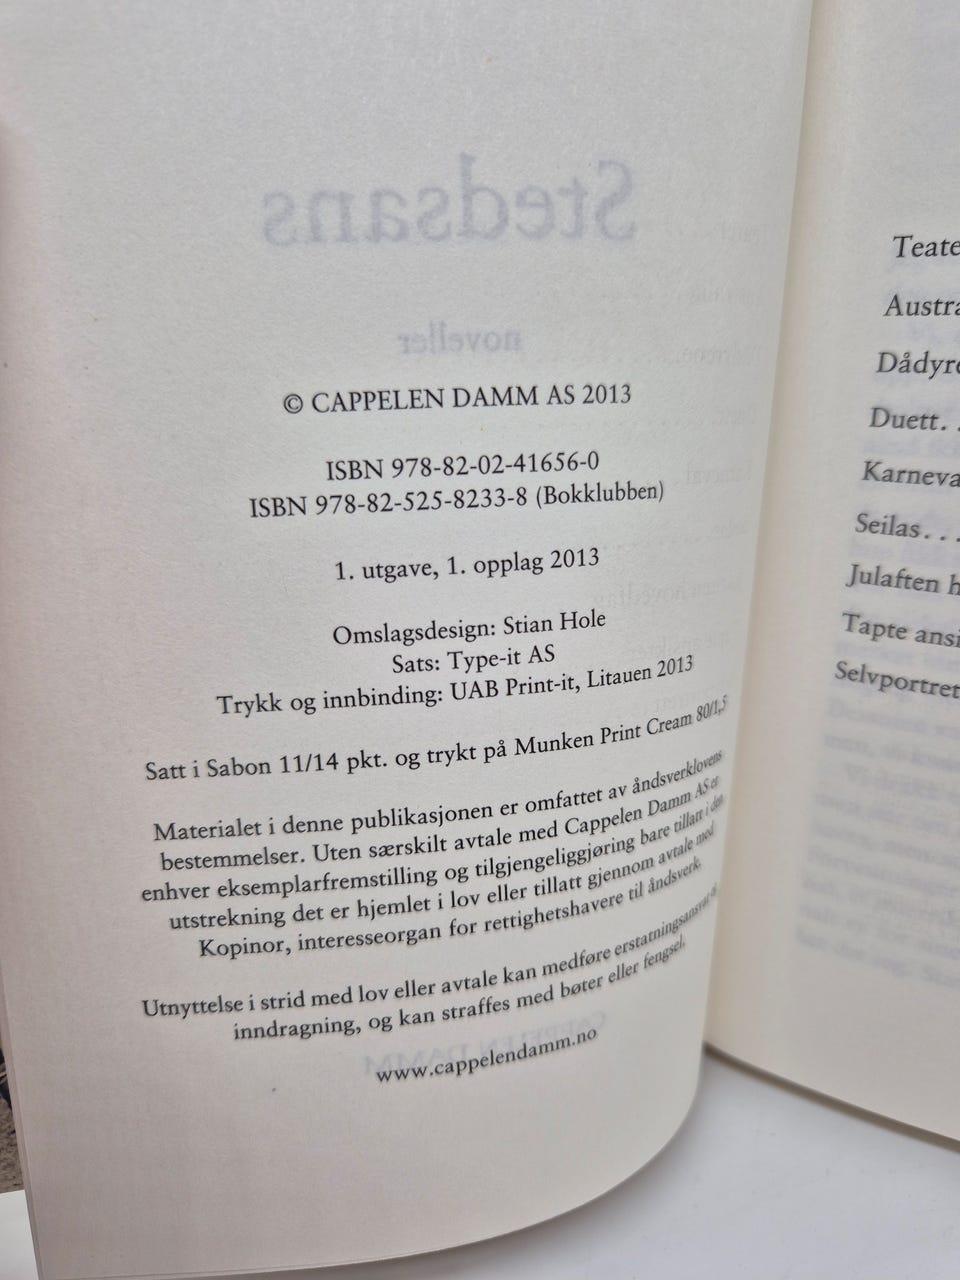 Stedsans
noveller
© CAPPELEN DAMM AS 2013
ISBN 978-82-02-41656-0
ISBN 978-82-525-8233-8 (Bokklubben)
1. utgave, 1. opplag 2013
Omslagsdesign: Stian Hole
Sats: Type-it AS
Trykk og innbinding: UAB Print-it, Litauen 2013
Satt i Sabon 11/14 pkt. og trykt på Munken Print Cream 80/1,5
Materialet i denne publikasjonen er omfattet av åndsverklovens
bestemmelser. Uten særskilt avtale med Cappelen Damm AS er
enhver eksemplarfremstilling og tilgjengeliggjøring bare tillatt i den
utstrekning det er hjemlet i lov eller tillatt gjennom avtale med
Kopinor, interesseorgan for rettighetshavere til åndsverk.
Utnyttelse i strid med lov eller avtale kan medføre erstatningsansvar og
inndragning, og kan straffes med bøter eller fengsel.
CAPPELEN DAMM
www.cappelendamm.no
Teate
Austra
Dådyre
Duett. .
Karneva
Seilas. . .
Julaften h
Tapte ansi
Selvportret